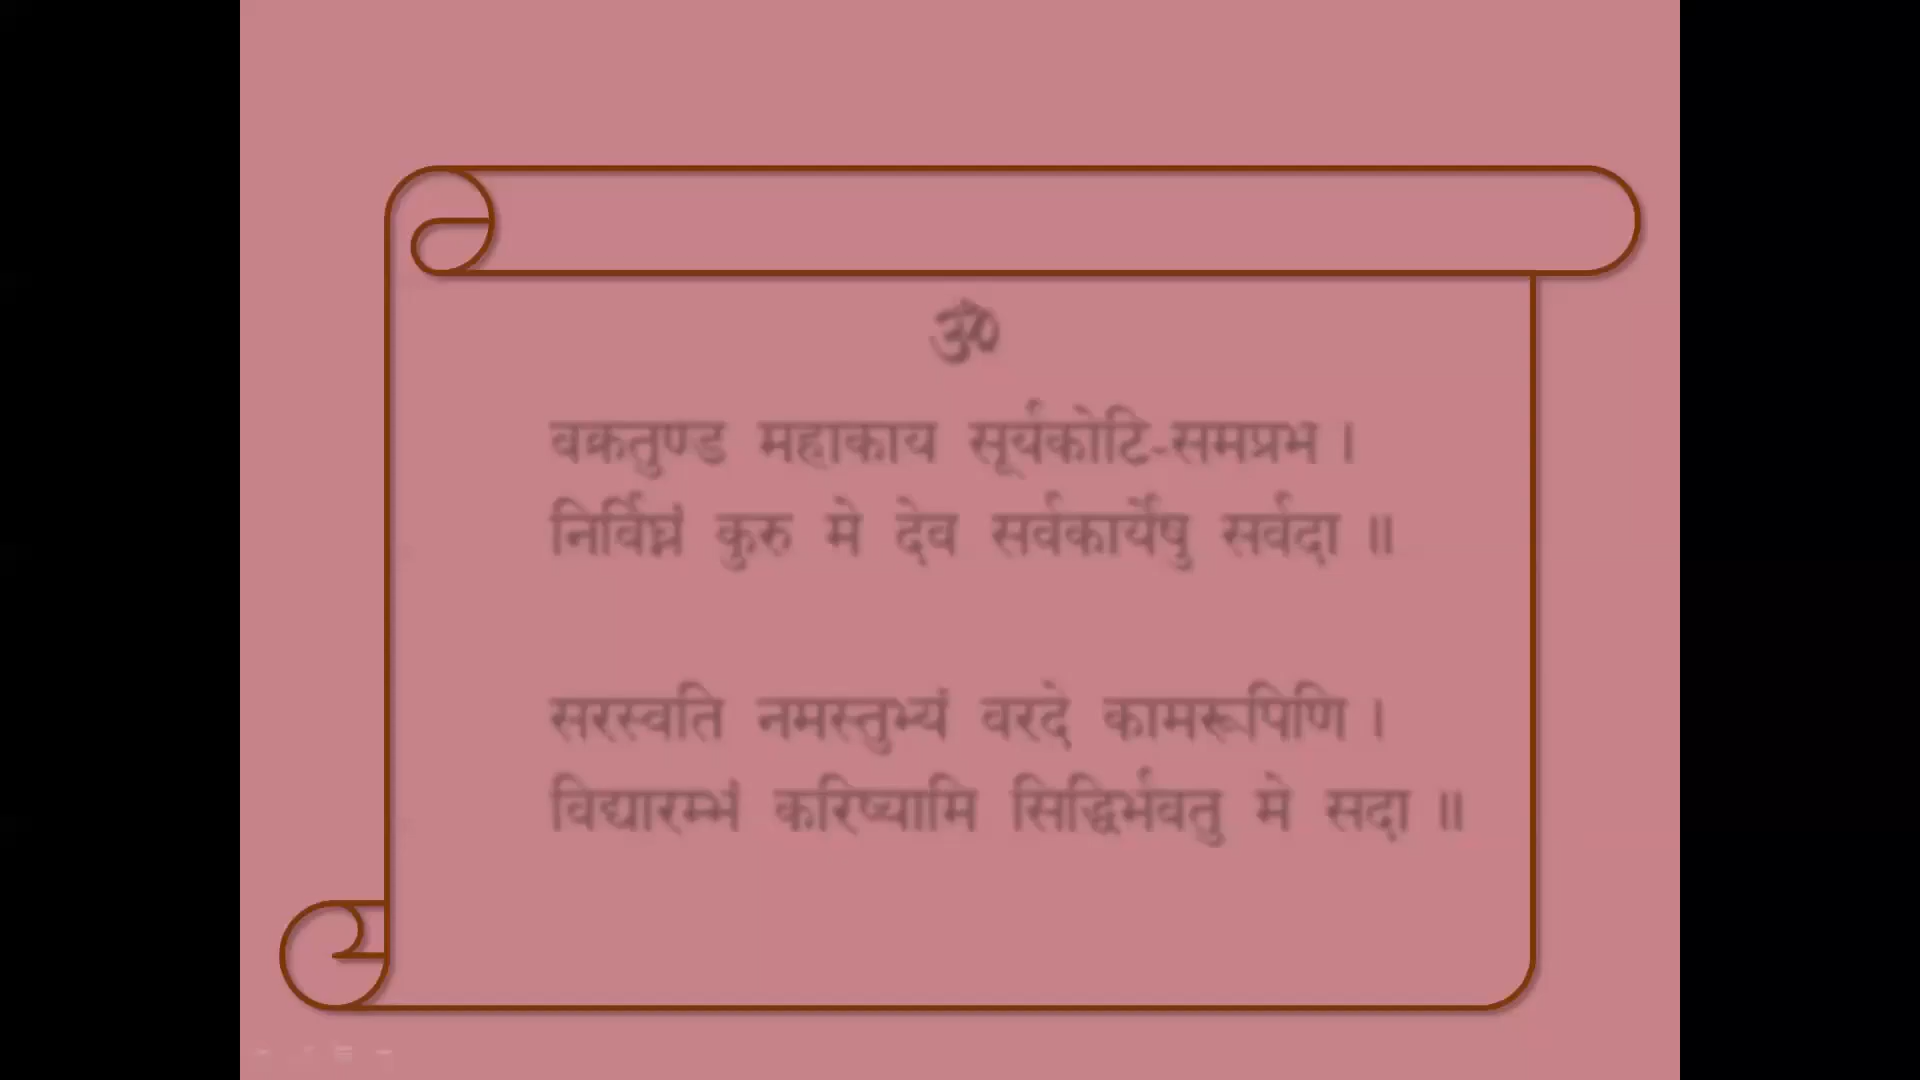 ॐ
वक्रतुण्ड महाकाय सूर्यकोटि-समप्रभ ।
निर्विघ्नं कुरु मे देव सर्वकार्येषु सर्वदा ॥
सरस्वति नमस्तुभ्यं वरदे कामरूपिणि ।
विद्यारम्भं करिष्यामि सिद्धिर्भवतु मे सदा ॥